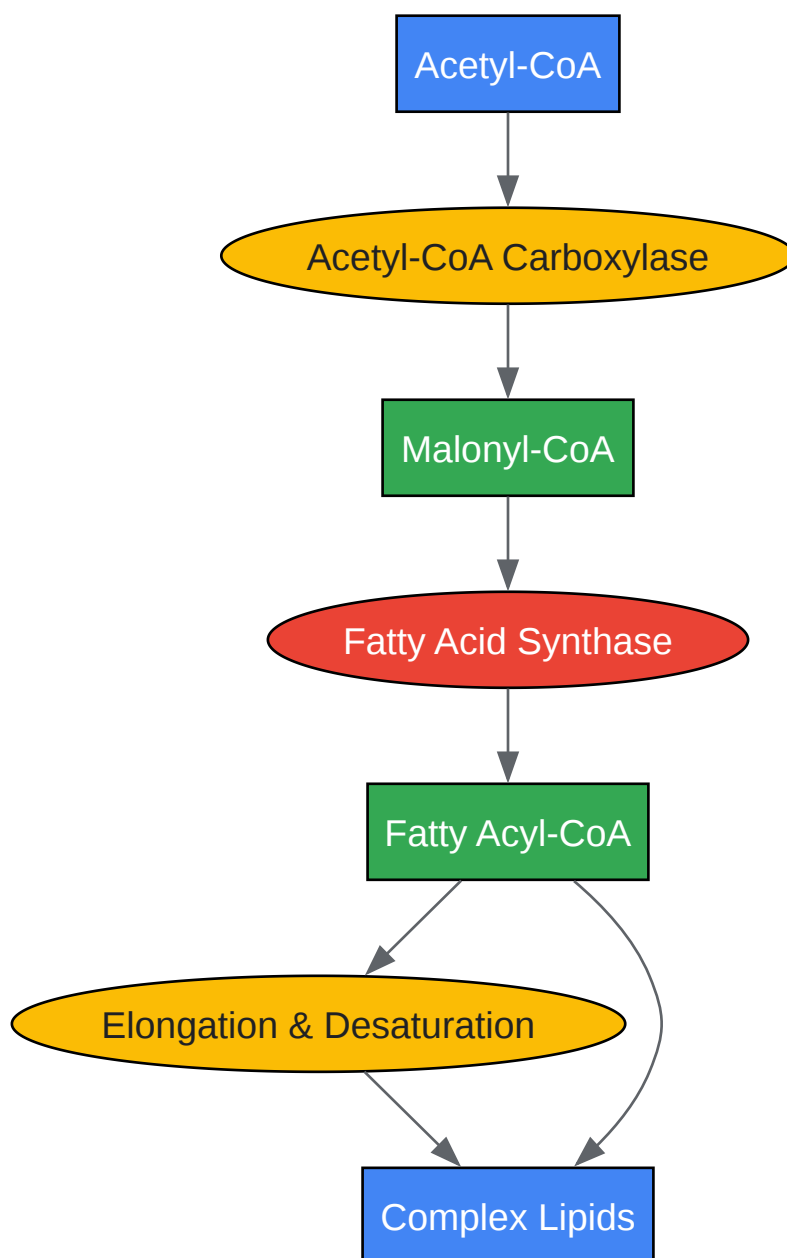 Acetyl-CoA
Acetyl-CoA Carboxylase
Malonyl-CoA
Fatty Acid Synthase
Fatty Acyl-CoA
Elongation & Desaturation
Complex Lipids